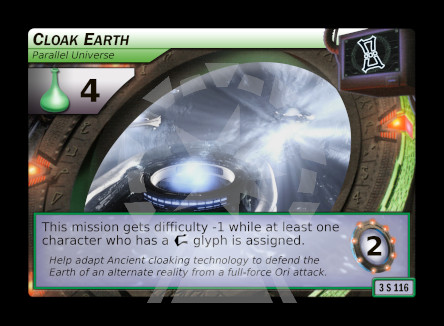 CLOAK EARTH
Parallel Universe
4
This mission gets difficulty -1 while at least one
character who has a glyph is assigned.
2
Help adapt Ancient cloaking technology to defend the
Earth of an alternate reality from a full-force Ori attack.
3 S 116